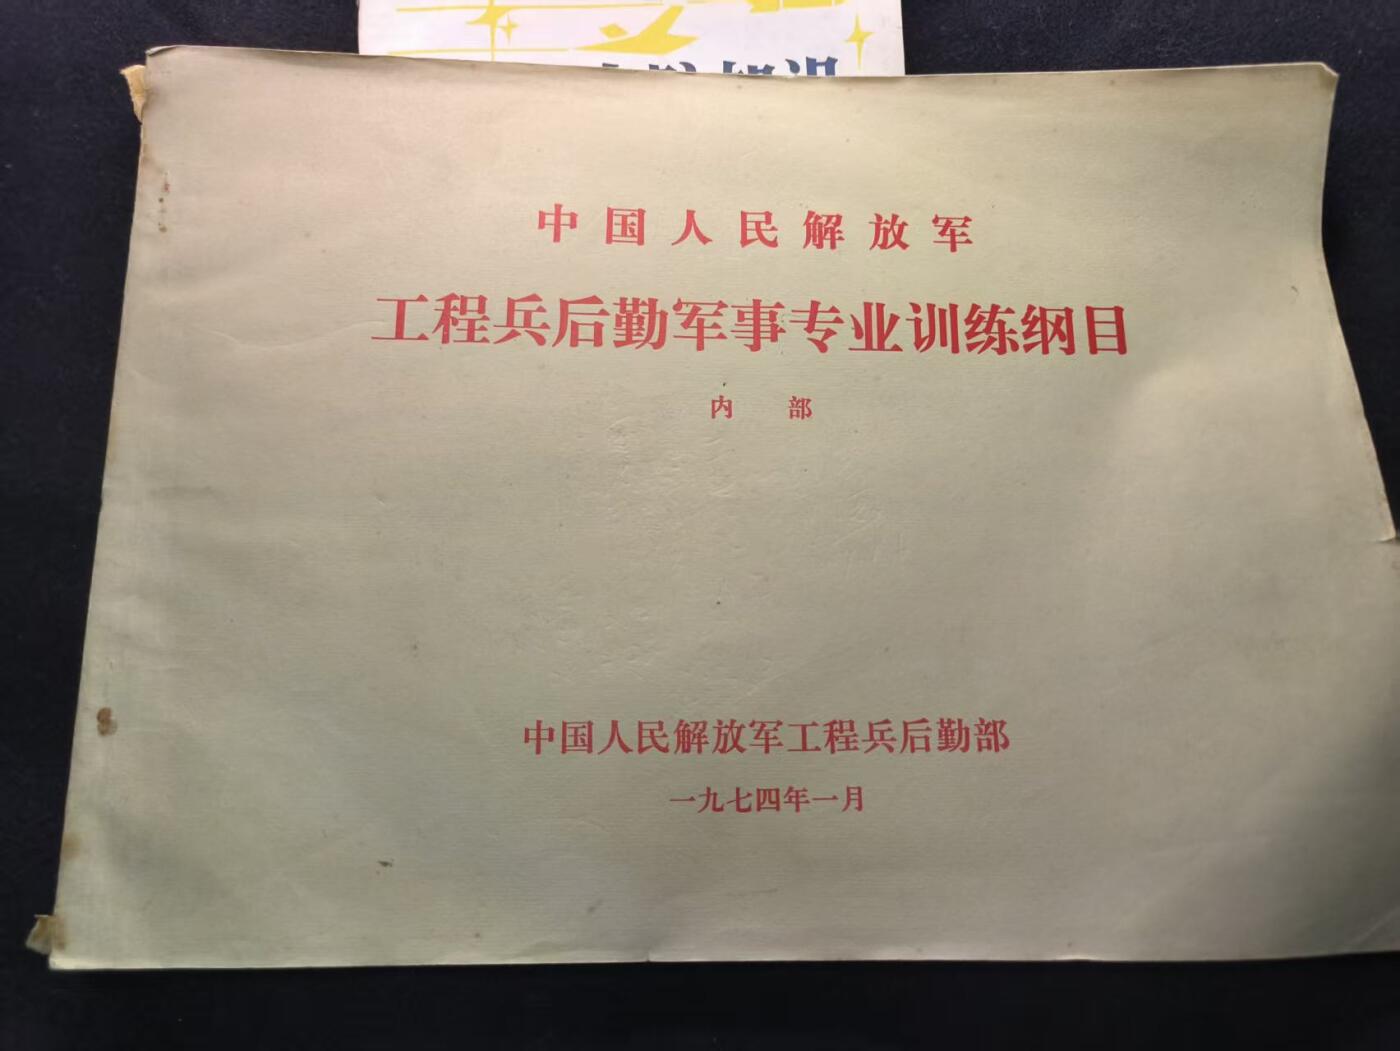 中国人民解放军
工程兵后勤军事专业训练纲目
内部
中国人民解放军工程兵后勤部
一九七四年一月